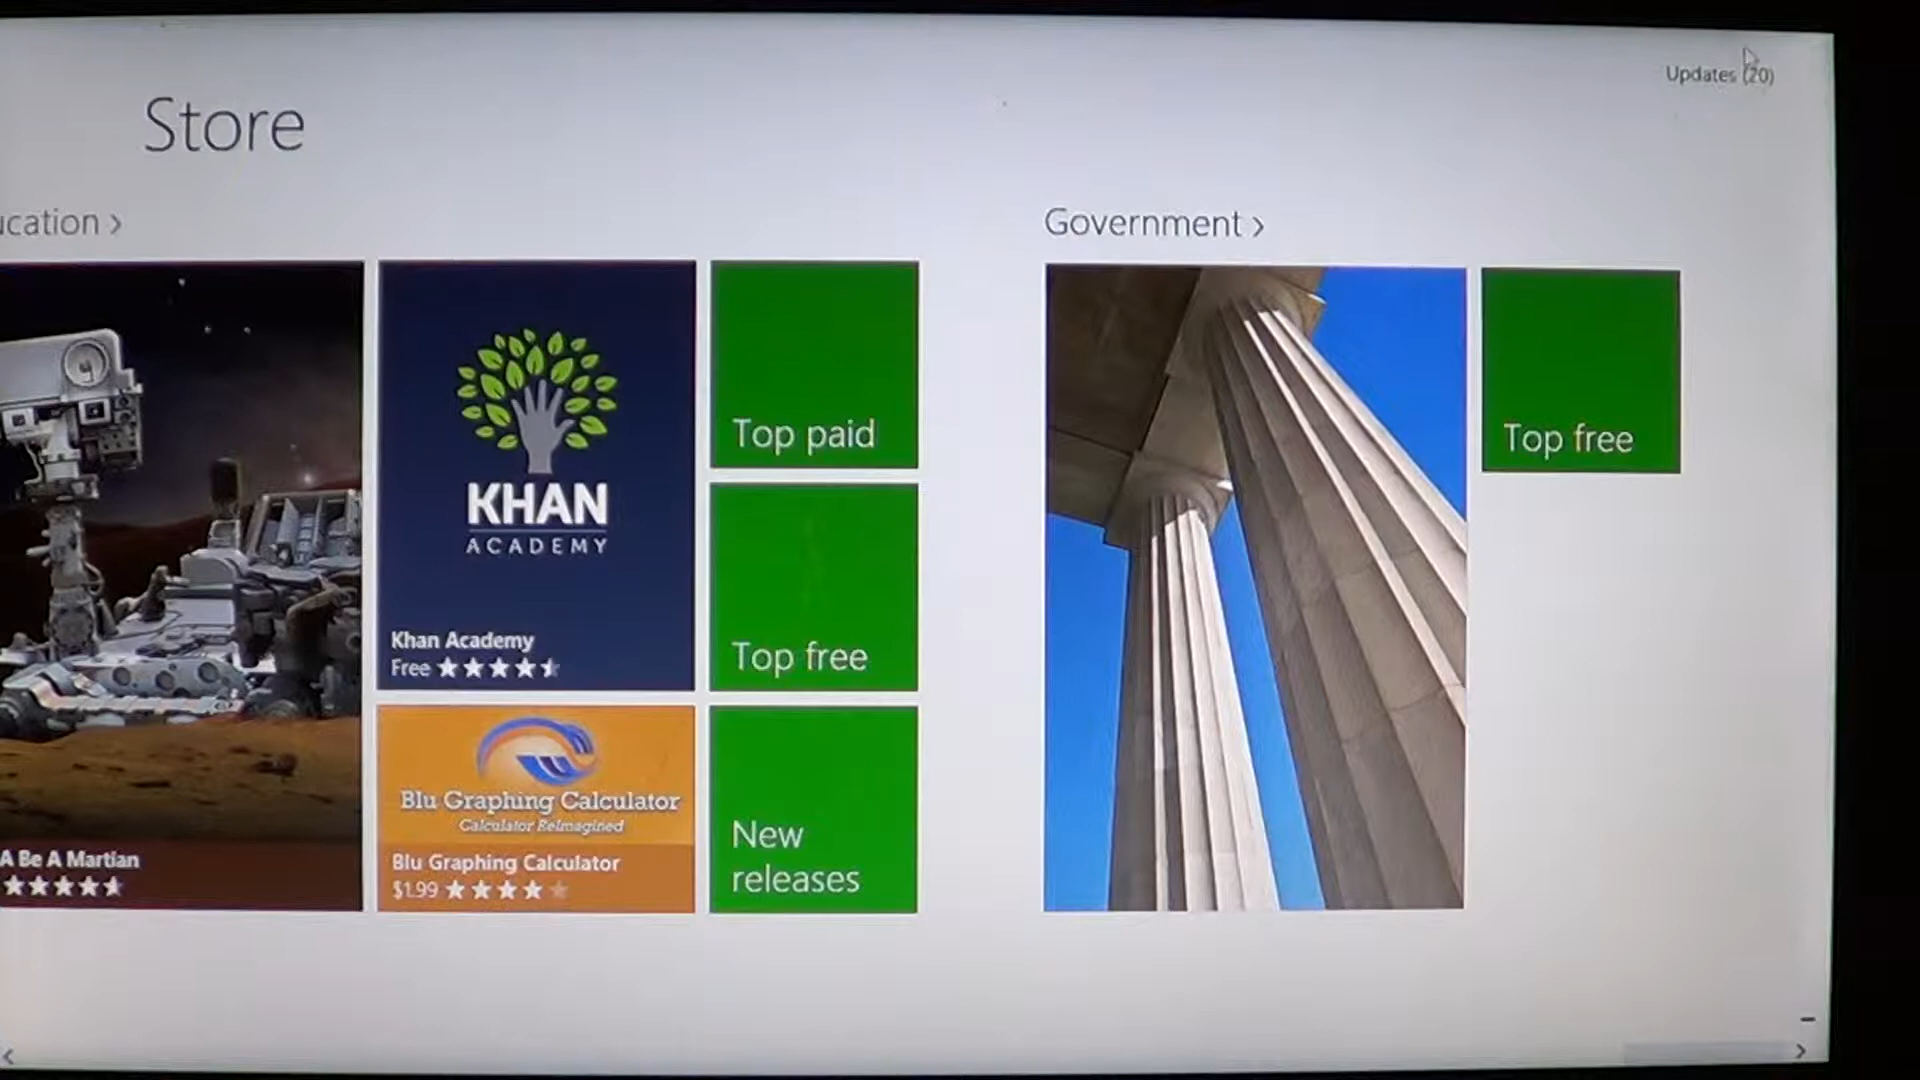 Updates (20)
Store
ucation >
Government >
KHAN
ACADEMY
Khan Academy
Free
Top paid
Top free
Top free
Blu Graphing Calculator
Calculator ReImagined
Blu Graphing Calculator
$1.99
New
releases
A Be A Martian